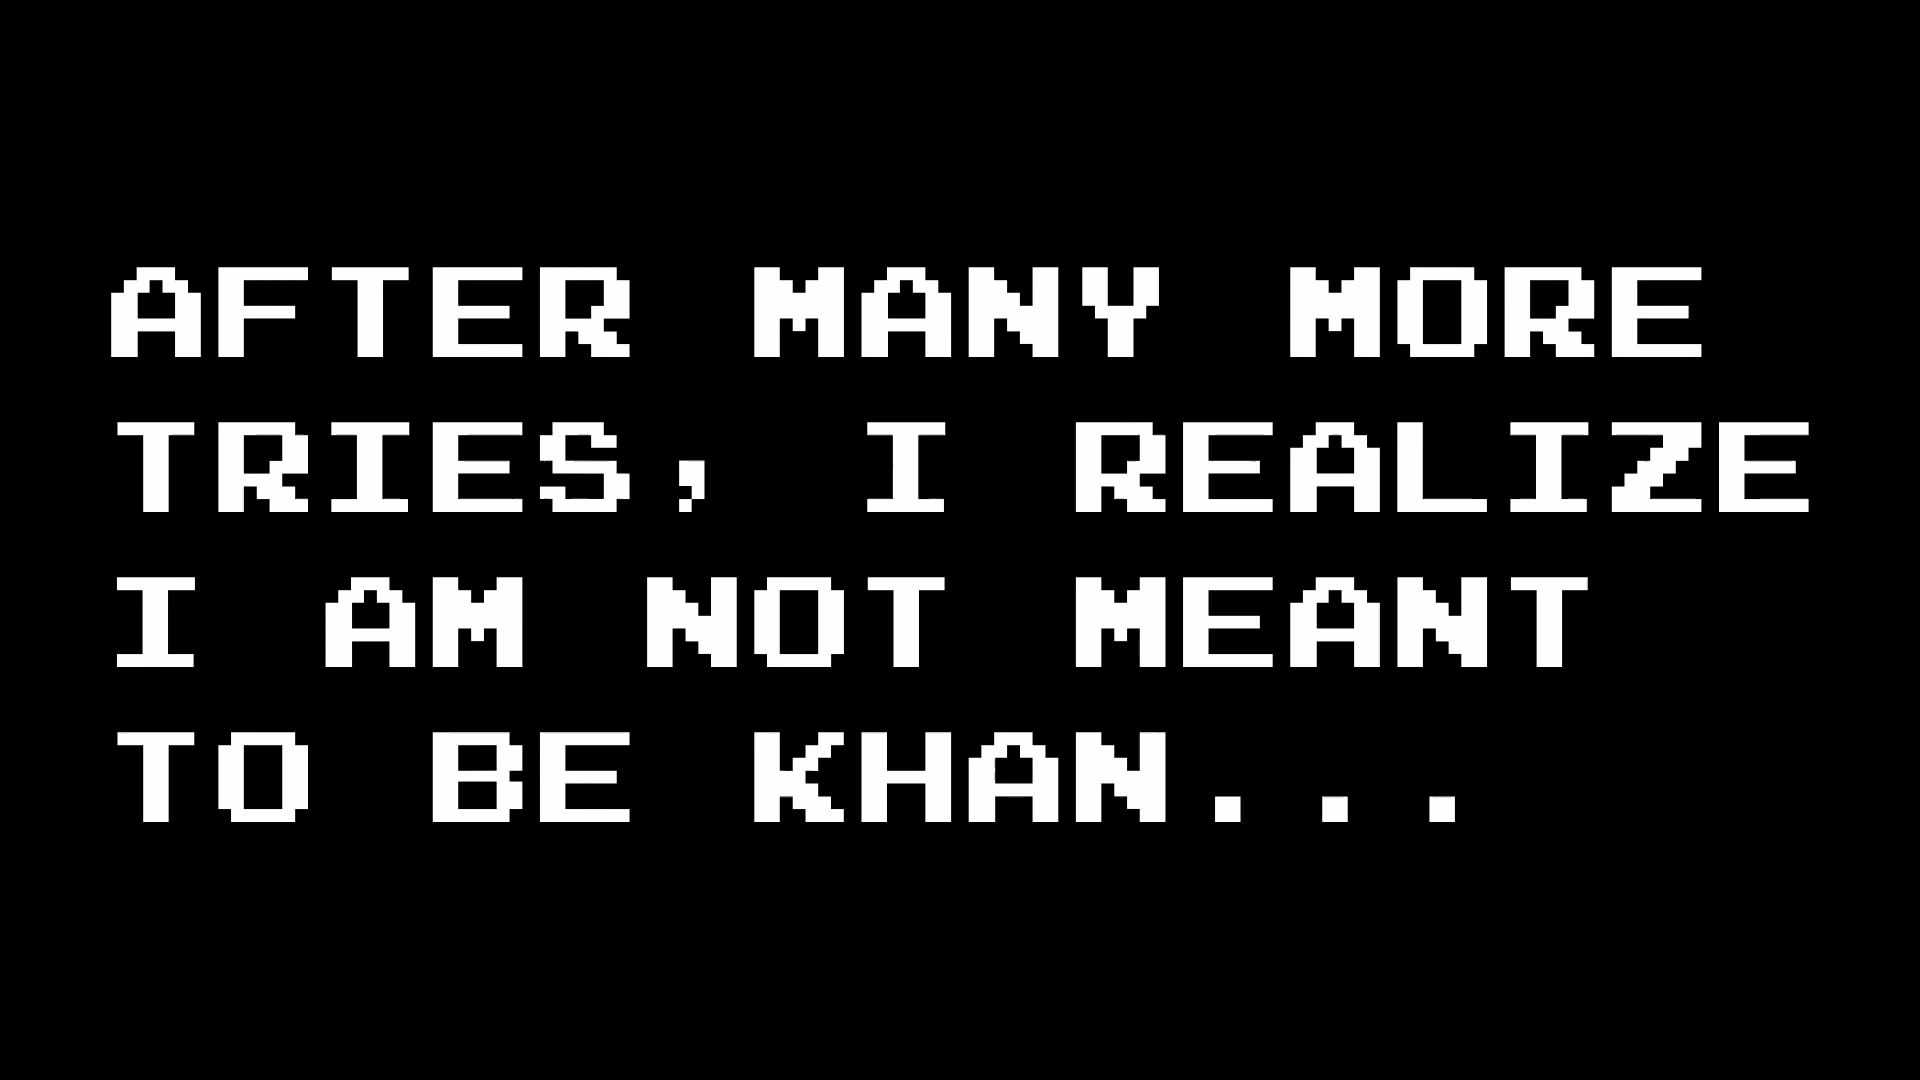 AFTER MANY MORE
TRIES, I REALIZE
I AM NOT MEANT
TO BE KHAN...